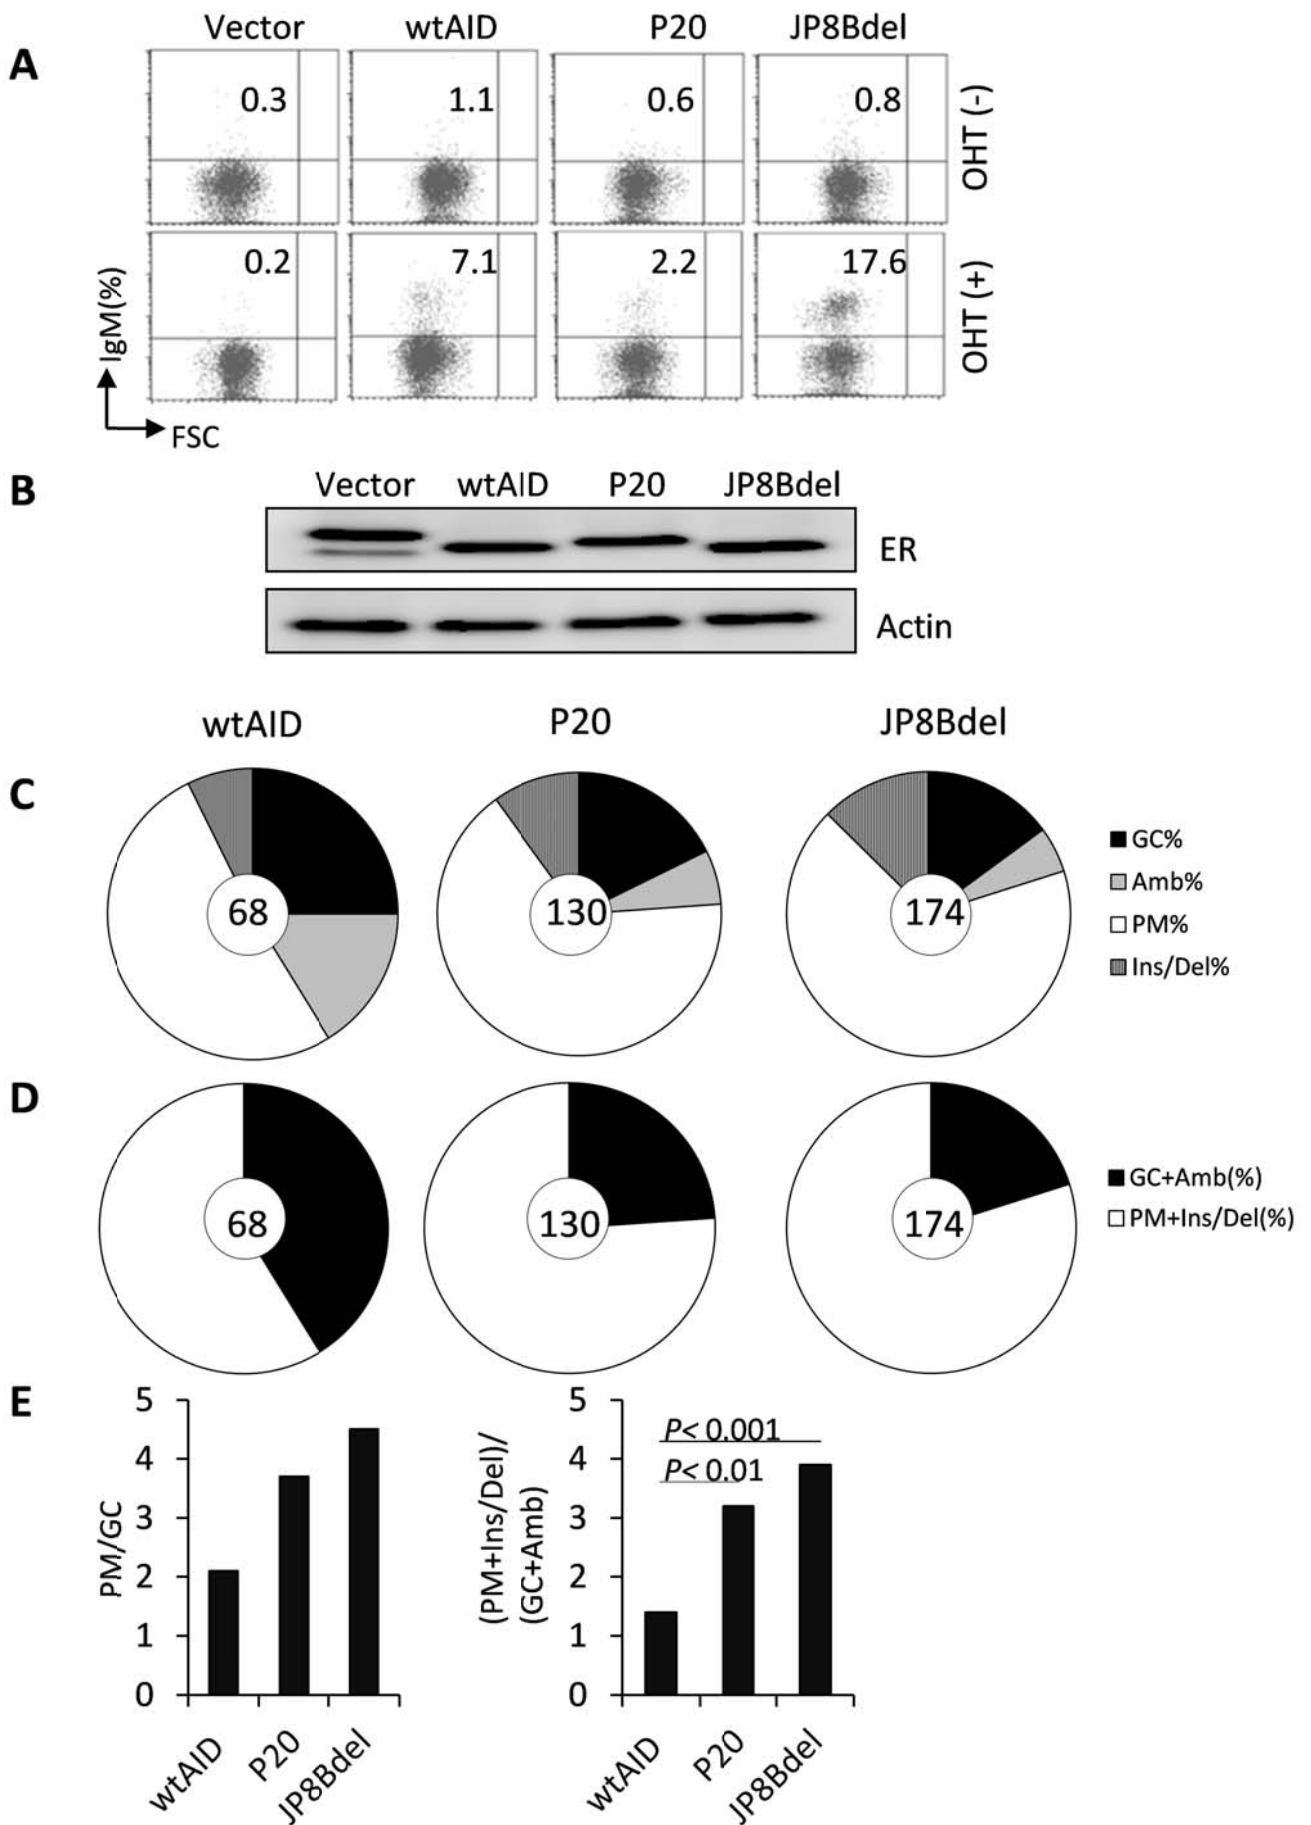 A
Vector wtAID P20 JP8Bdel
0.3 1.1 0.6 0.8
OHT (-)
0.2 7.1 2.2 17.6
OHT (+)
IgM(%)
FSC
B
Vector wtAID P20 JP8Bdel
ER
Actin
wtAID P20 JP8Bdel
C
68 130 174
GC%
Amb%
PM%
Ins/Del%
D
68 130 174
GC+Amb(%)
PM+Ins/Del(%)
E
PM/GC
5
4
3
2
1
0
wtAID P20 JP8Bdel
(PM+Ins/Del)/
(GC+Amb)
5
4
3
2
1
0
P< 0.001
P< 0.01
wtAID P20 JP8Bdel